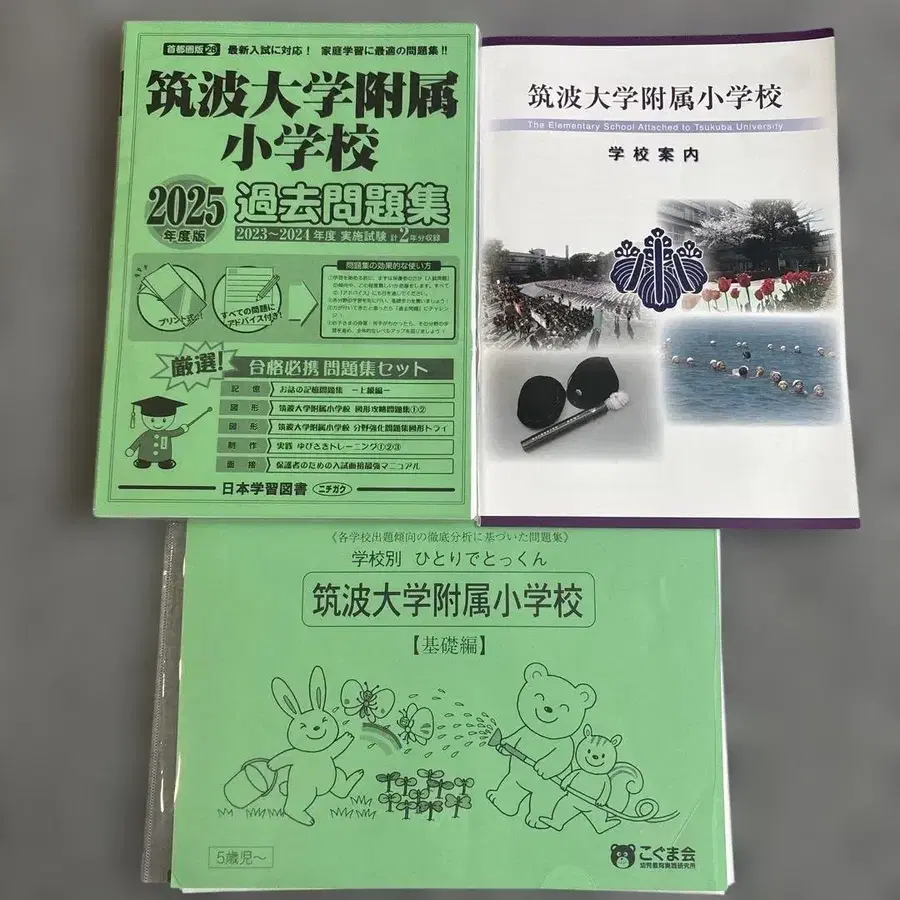 首都圏版 26 最新入試に対応! 家庭学習に最適の問題集!!
筑波大学附属
小学校
2025
年度版
過去問題集
2023~2024年度 実施試験 計2年分収録
プリント式!
すべての問題に
アドバイス付き!
問題集の効果的な使い方
厳選!
合格必携 問題集セット
記憶 お話の記憶問題集 ー上級編ー
図形 筑波大学附属小学校 図形攻略問題集①②
図形 筑波大学附属小学校 分野強化問題集図形トライ
制作 実践 ゆびさきトレーニング①②③
面接 保護者のための入試面接最強マニュアル
日本学習図書 ニチガク
筑波大学附属小学校
The Elementary School Attached to Tsukuba University
学校案内
《各学校出題傾向の徹底分析に基づいた問題集》
学校別 ひとりでとっくん
筑波大学附属小学校
【基礎編】
5歳児~
こぐま会
幼児教育実践研究所